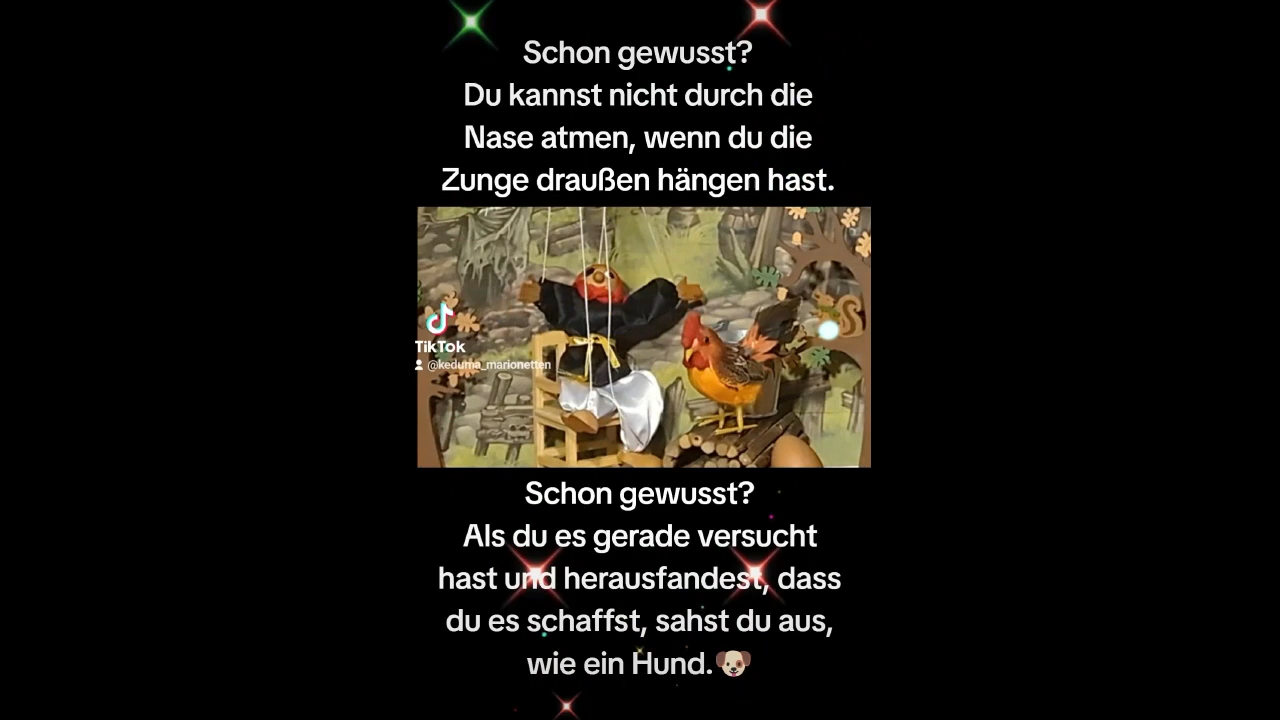 Schon gewusst?
Du kannst nicht durch die
Nase atmen, wenn du die
Zunge draußen hängen hast.
TikTok
@keduma_marionetten
Schon gewusst?
Als du es gerade versucht
hast und herausfandest, dass
du es schaffst, sahst du aus,
wie ein Hund.🐶